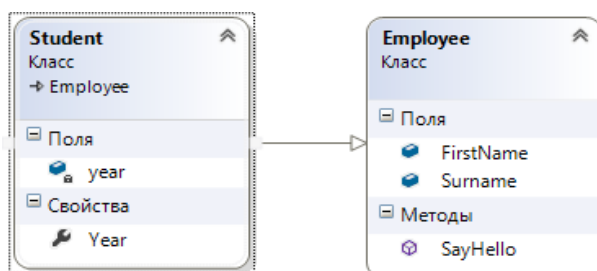 Student
Класс
Employee
Поля
year
Свойства
Year
Employee
Класс
Поля
FirstName
Surname
Методы
SayHello